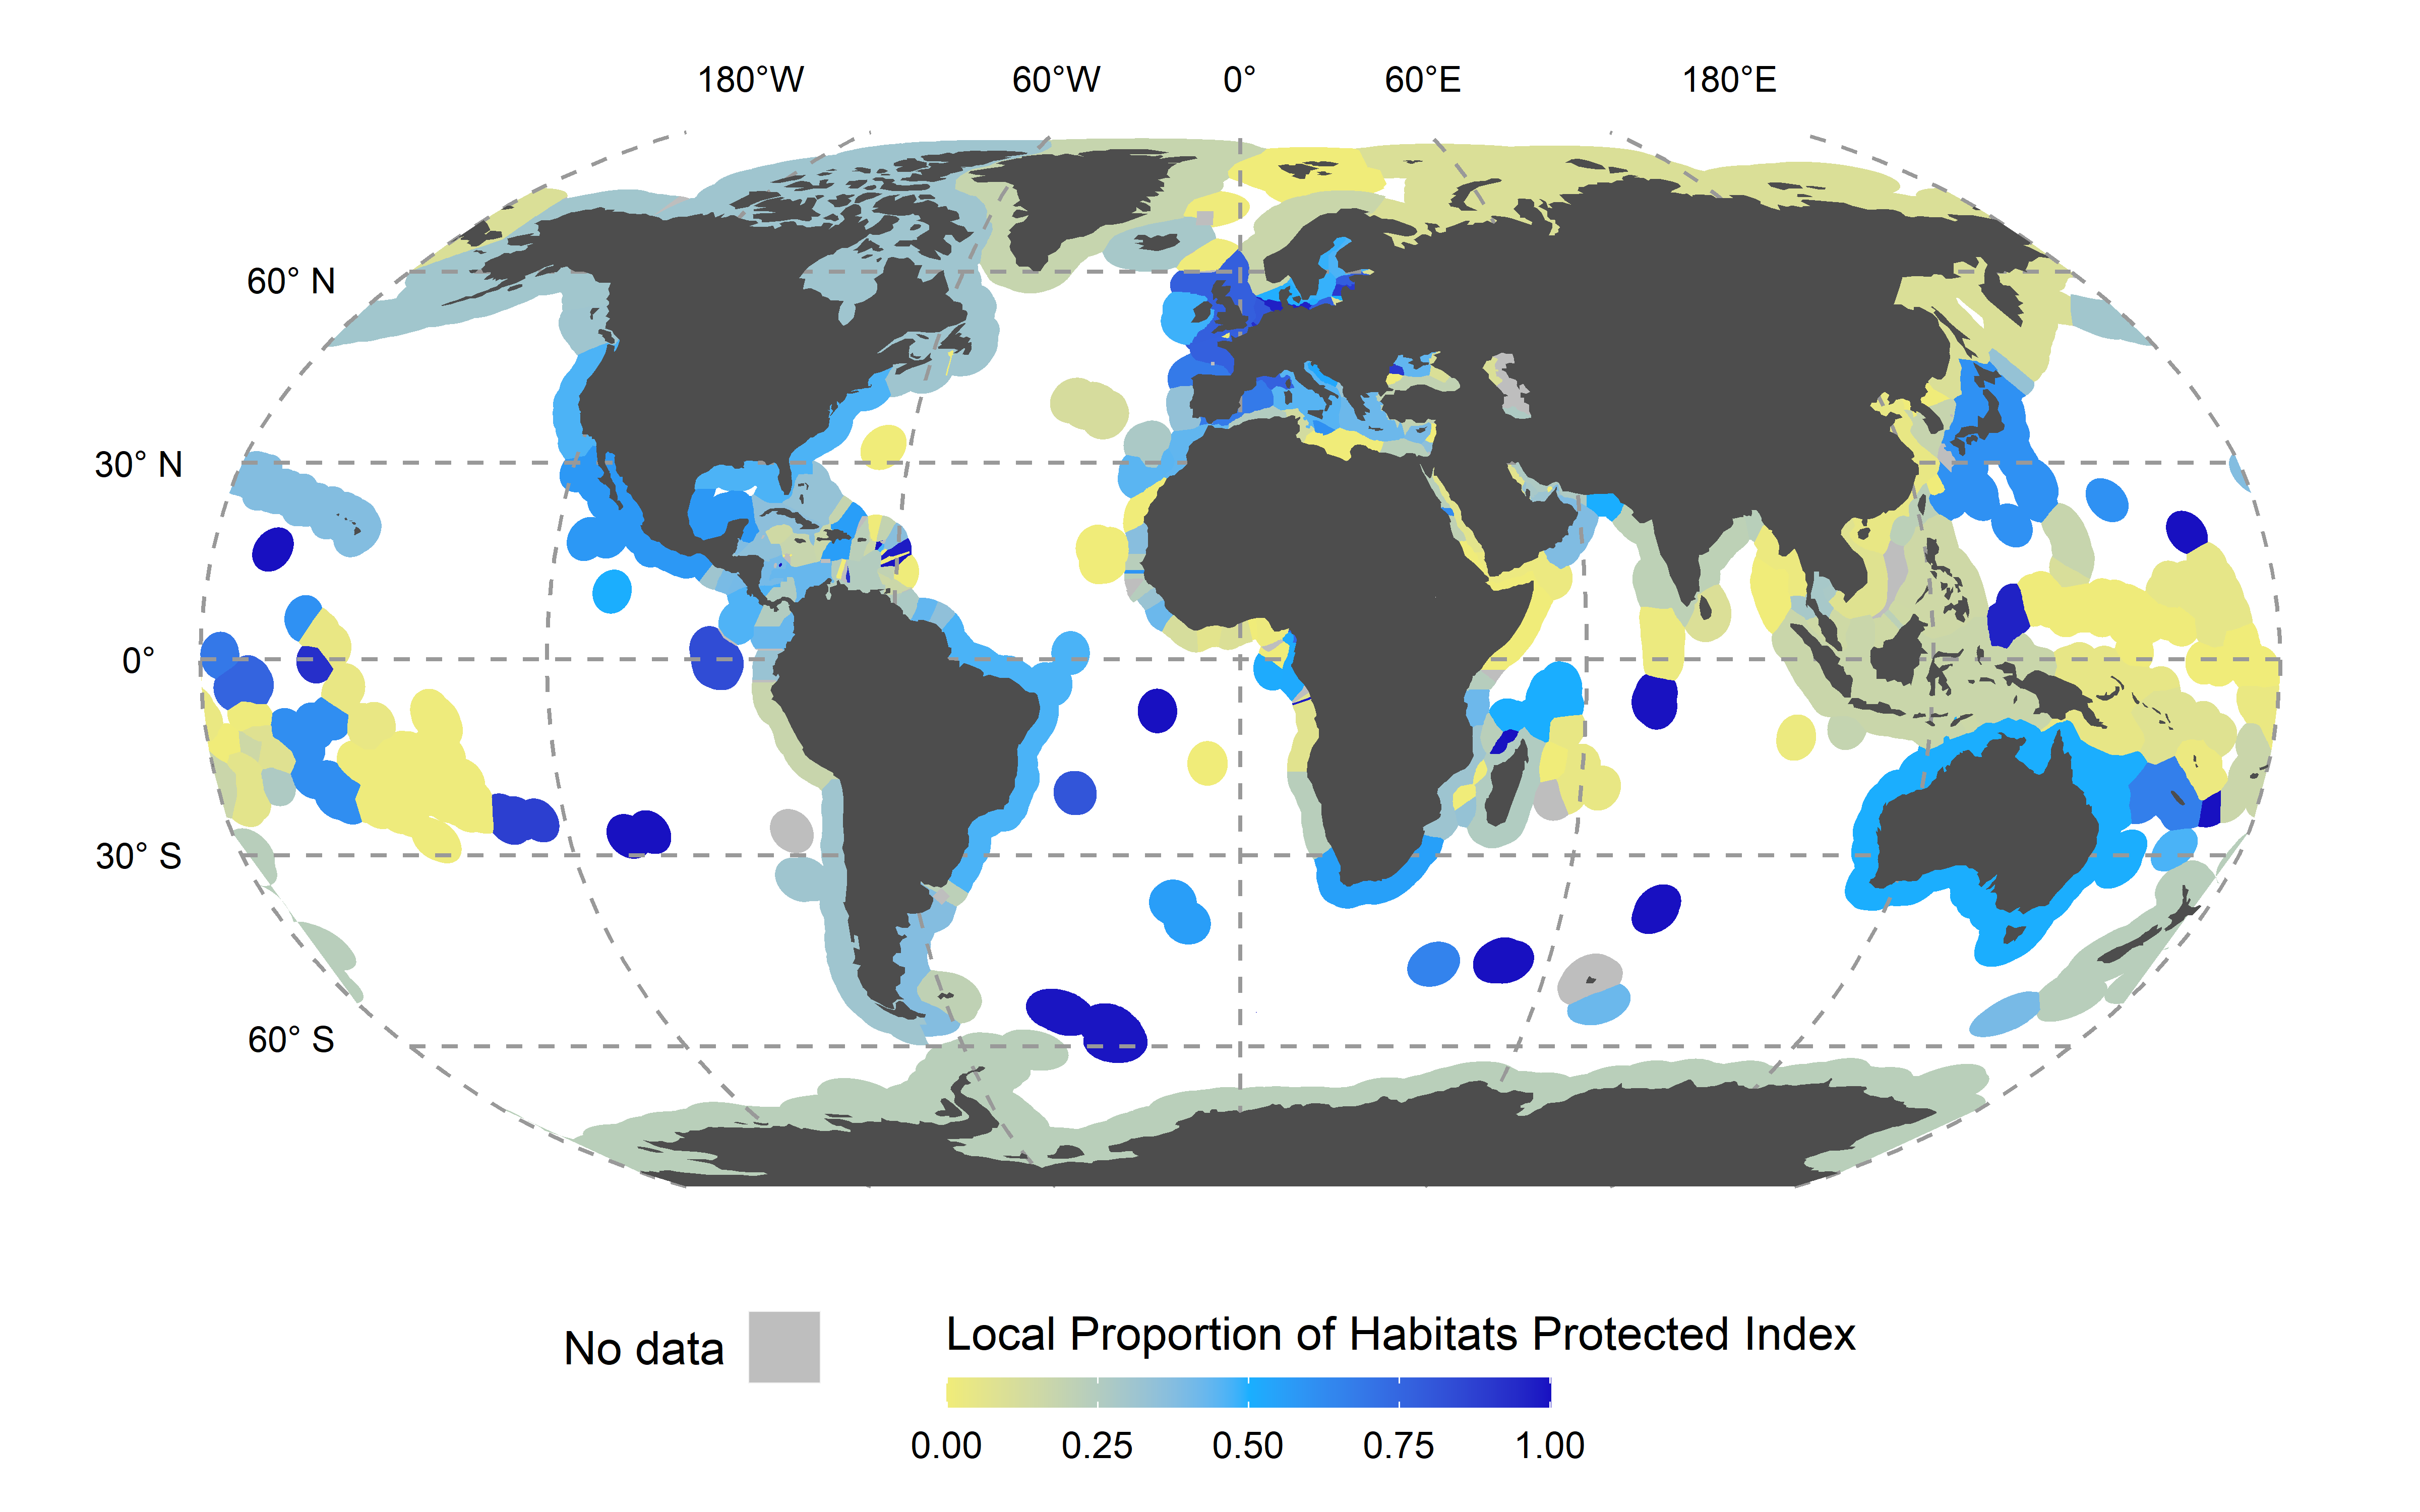 180°W 60°W 0° 60°E 180°E
60° N
30° N
0°
30° S
60° S
No data
Local Proportion of Habitats Protected Index
0.00 0.25 0.50 0.75 1.00